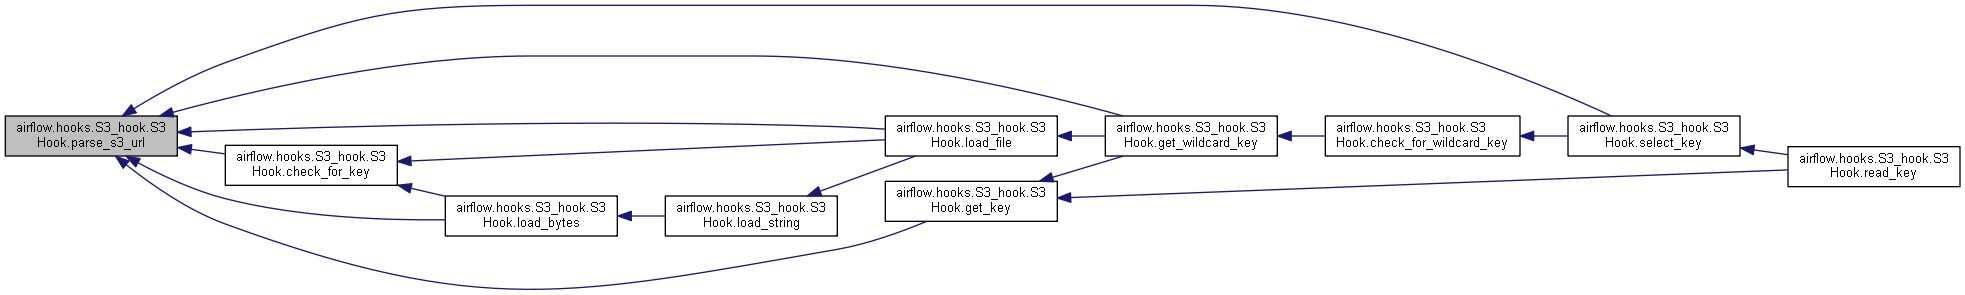 airflow.hooks.S3_hook.S3
Hook.parse_s3_url
airflow.hooks.S3_hook.S3
Hook.check_for_key
airflow.hooks.S3_hook.S3
Hook.load_bytes
airflow.hooks.S3_hook.S3
Hook.load_string
airflow.hooks.S3_hook.S3
Hook.load_file
airflow.hooks.S3_hook.S3
Hook.get_key
airflow.hooks.S3_hook.S3
Hook.get_wildcard_key
airflow.hooks.S3_hook.S3
Hook.check_for_wildcard_key
airflow.hooks.S3_hook.S3
Hook.select_key
airflow.hooks.S3_hook.S3
Hook.read_key